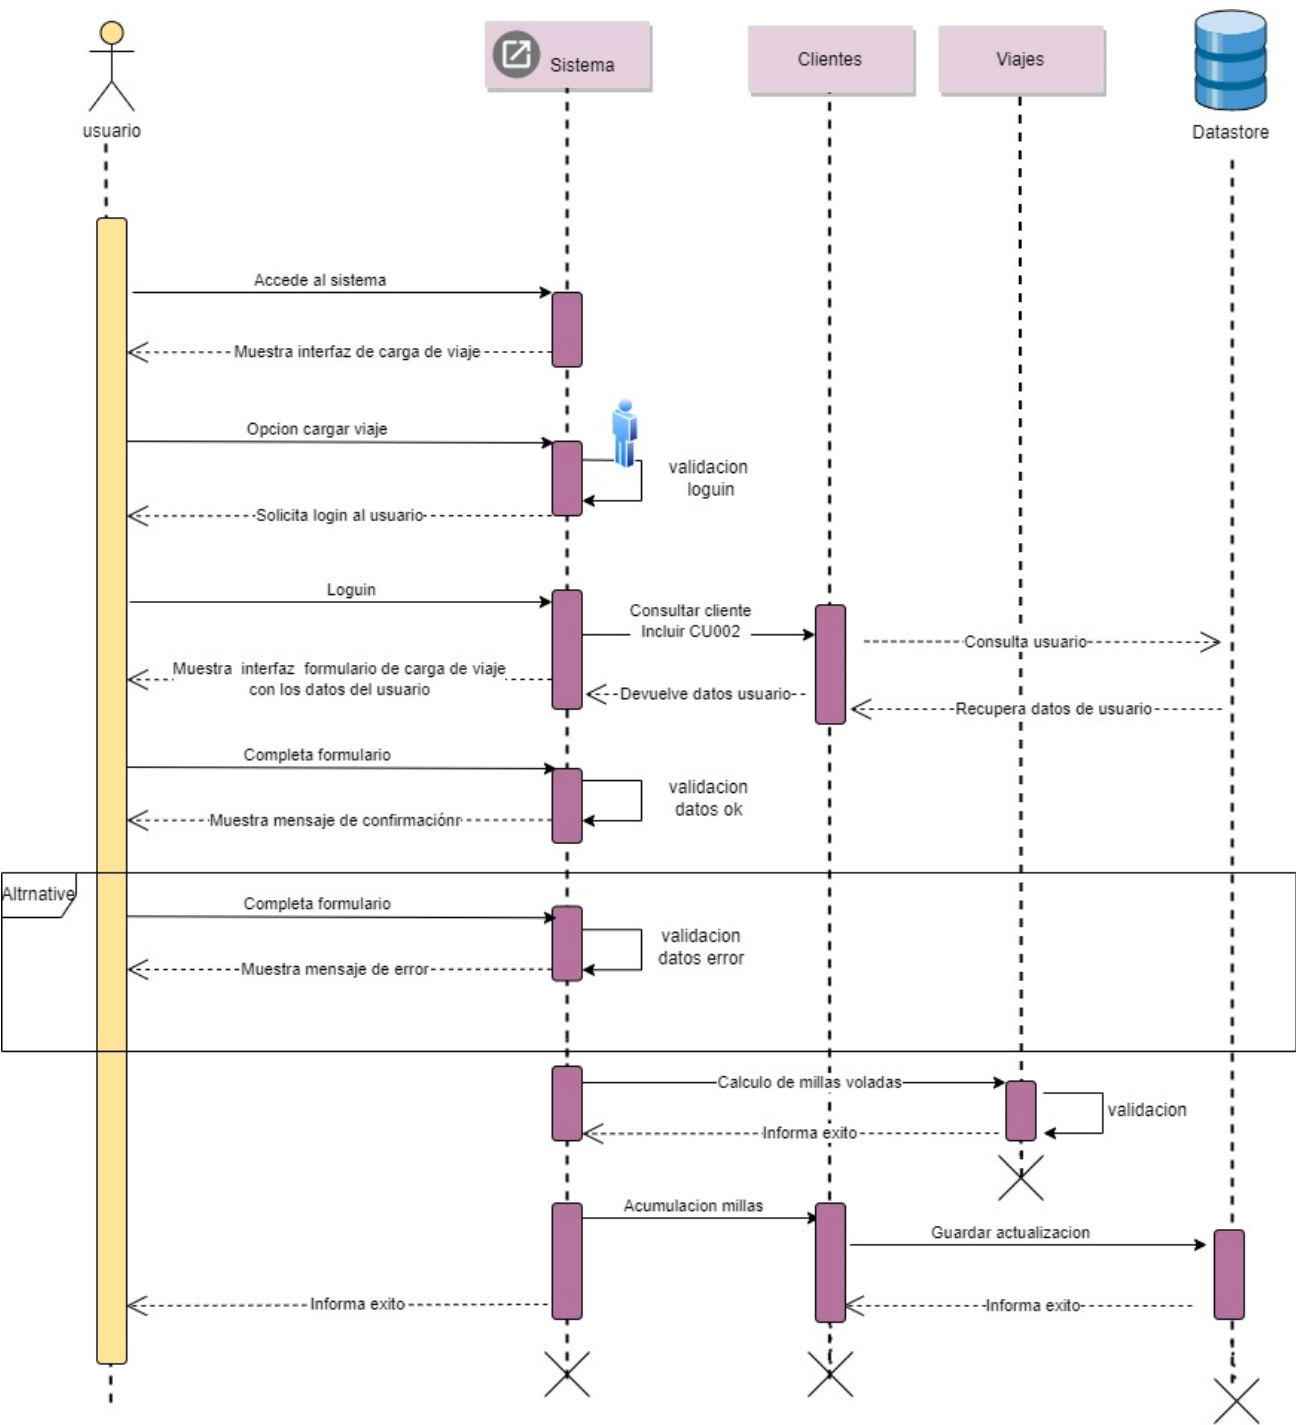 usuario
Sistema
Clientes
Viajes
Datastore
Accede al sistema
Muestra interfaz de carga de viaje
Opcion cargar viaje
validacion
loguin
Solicita login al usuario
Loguin
Consultar cliente
Incluir CU002
Consulta usuario
Muestra interfaz formulario de carga de viaje
con los datos del usuario
Devuelve datos usuario
Recupera datos de usuario
Completa formulario
validacion
datos ok
Muestra mensaje de confirmaciónr
Altrnative
Completa formulario
validacion
datos error
Muestra mensaje de error
Calculo de millas voladas
validacion
Informa exito
Acumulacion millas
Guardar actualizacion
Informa exito
Informa exito